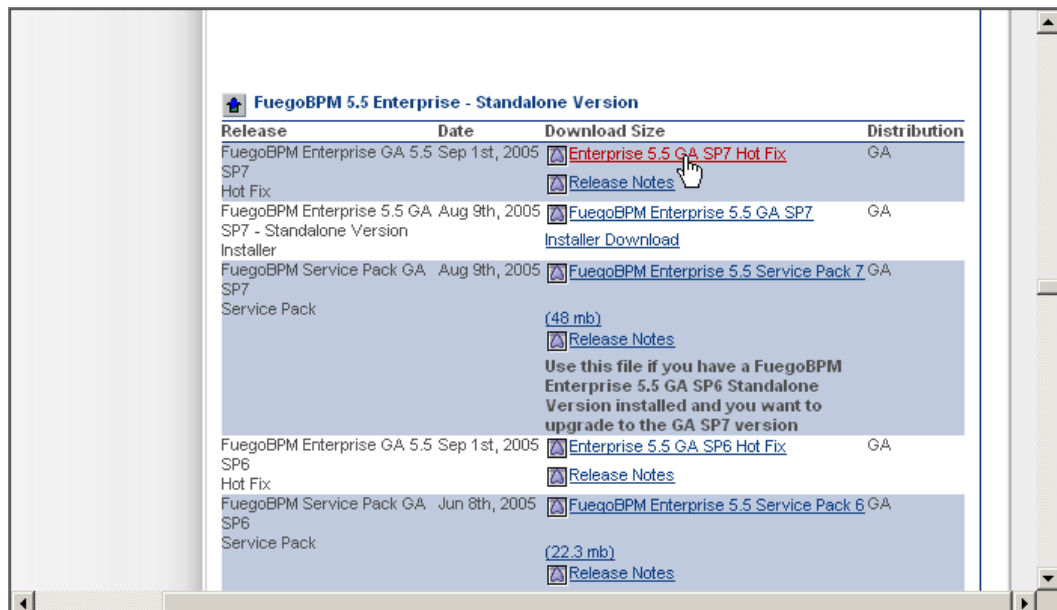 FuegoBPM 5.5 Enterprise - Standalone Version
Release Date Download Size Distribution
FuegoBPM Enterprise GA 5.5 Sep 1st, 2005 Enterprise 5.5 GA SP7 Hot Fix GA
SP7
Hot Fix
Release Notes
FuegoBPM Enterprise 5.5 GA Aug 9th, 2005 FuegoBPM Enterprise 5.5 GA SP7 GA
SP7 - Standalone Version
Installer
Installer Download
FuegoBPM Service Pack GA Aug 9th, 2005 FuegoBPM Enterprise 5.5 Service Pack 7 GA
SP7
Service Pack
(48 mb)
Release Notes
Use this file if you have a FuegoBPM
Enterprise 5.5 GA SP6 Standalone
Version installed and you want to
upgrade to the GA SP7 version
FuegoBPM Enterprise GA 5.5 Sep 1st, 2005 Enterprise 5.5 GA SP6 Hot Fix GA
SP6
Hot Fix
Release Notes
FuegoBPM Service Pack GA Jun 8th, 2005 FuegoBPM Enterprise 5.5 Service Pack 6 GA
SP6
Service Pack
(22.3 mb)
Release Notes